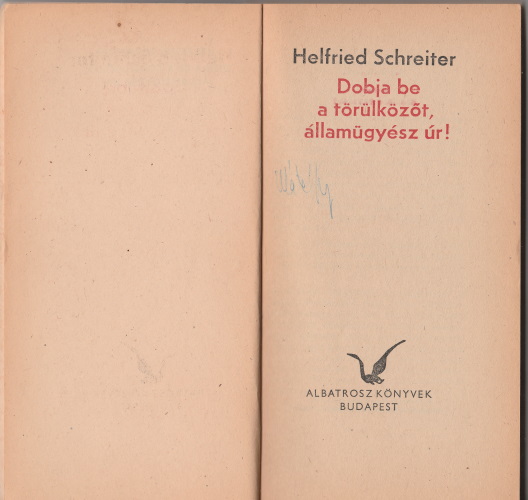 Helfried Schreiter
Dobja be
a törülközőt,
államügyész úr!
ALBATROSZ KÖNYVEK
BUDAPEST